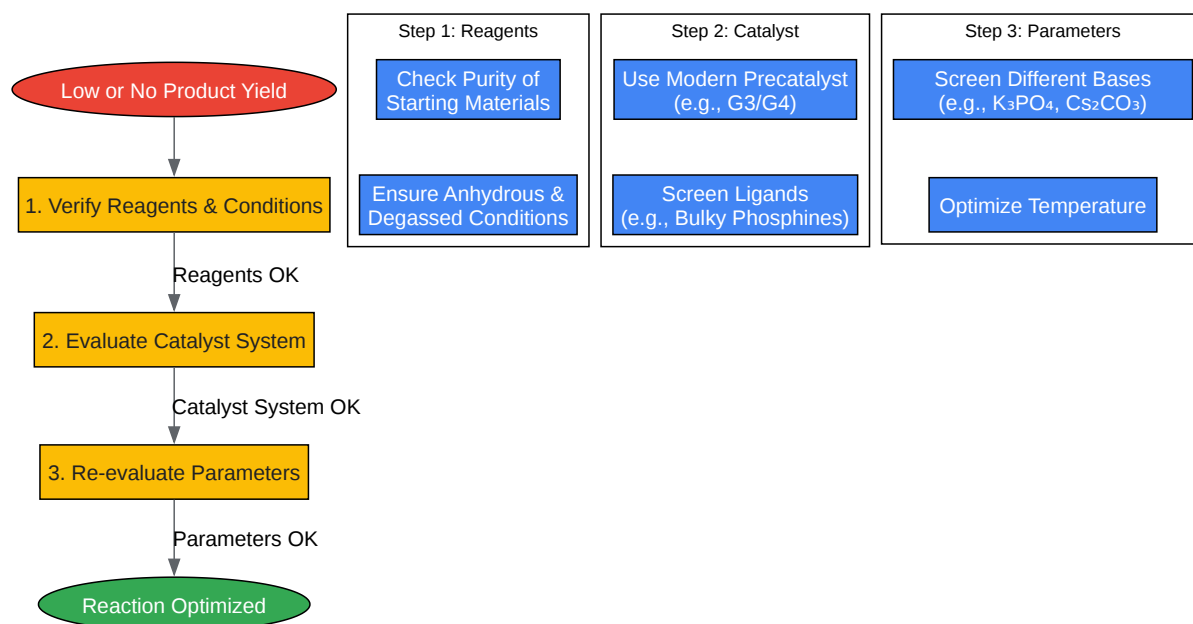 Low or No Product Yield
1. Verify Reagents & Conditions
Reagents OK
2. Evaluate Catalyst System
Catalyst System OK
3. Re-evaluate Parameters
Parameters OK
Reaction Optimized
Step 1: Reagents
Check Purity of
Starting Materials
Ensure Anhydrous &
Degassed Conditions
Step 2: Catalyst
Use Modern Precatalyst
(e.g., G3/G4)
Screen Ligands
(e.g., Bulky Phosphines)
Step 3: Parameters
Screen Different Bases
(e.g., K₃PO₄, Cs₂CO₃)
Optimize Temperature